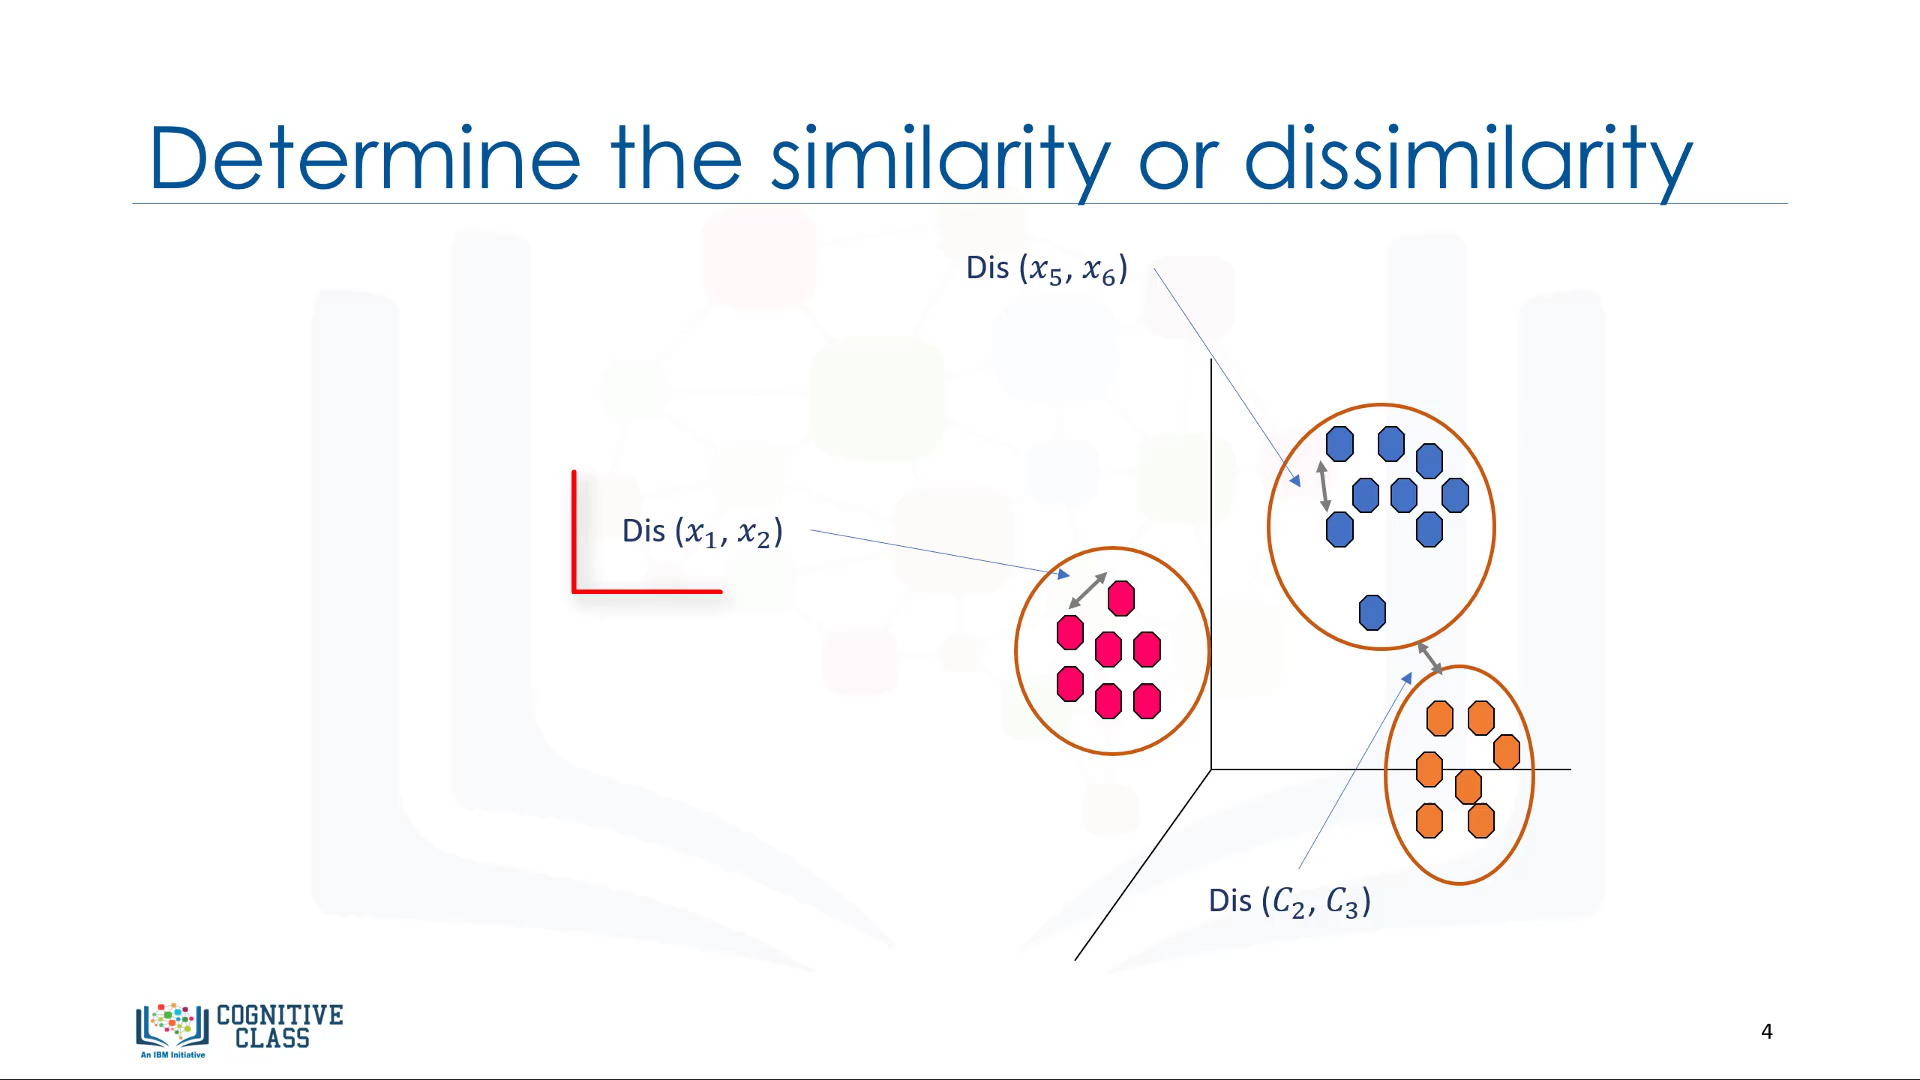 Determine the similarity or dissimilarity
Dis (𝑥₅, 𝑥₆)
Dis (𝑥₁, 𝑥₂)
Dis (𝐶₂, 𝐶₃)
COGNITIVE
CLASS
An IBM Initiative
4